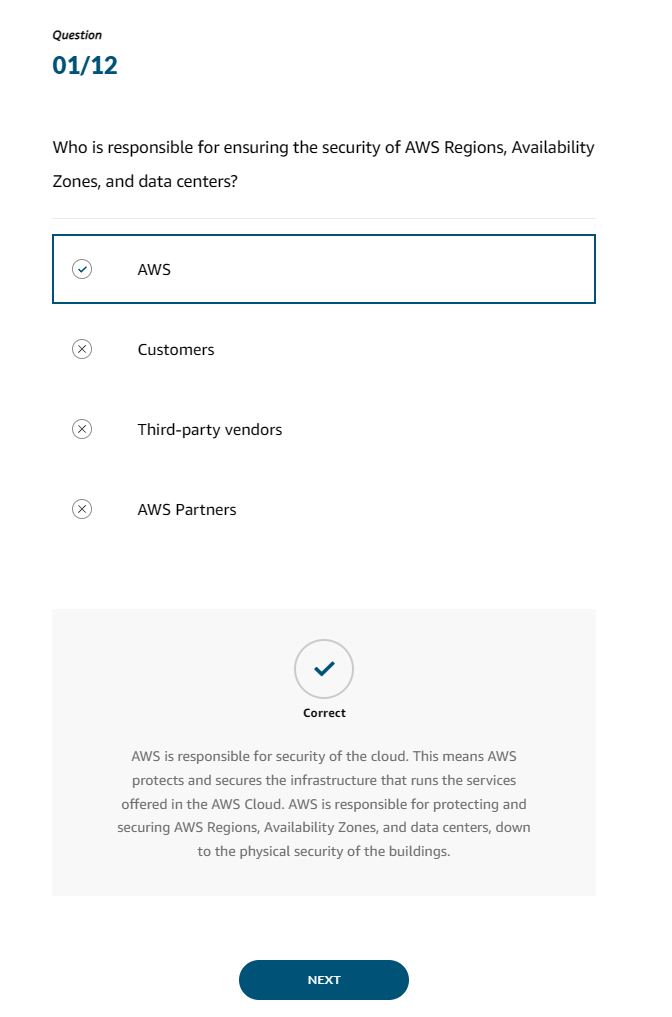 Question
01/12
Who is responsible for ensuring the security of AWS Regions, Availability
Zones, and data centers?
AWS
Customers
Third-party vendors
AWS Partners
Correct
AWS is responsible for security of the cloud. This means AWS
protects and secures the infrastructure that runs the services
offered in the AWS Cloud. AWS is responsible for protecting and
securing AWS Regions, Availability Zones, and data centers, down
to the physical security of the buildings.
NEXT